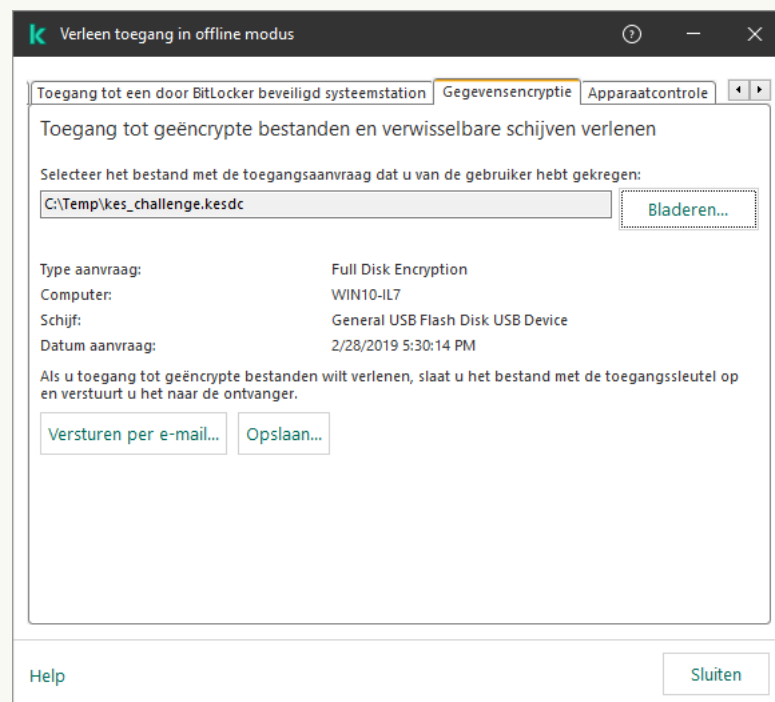 Verleen toegang in offline modus
Toegang tot een door BitLocker beveiligd systeemstation Gegevensencryptie Apparaatcontrole
Toegang tot geëncrypte bestanden en verwisselbare schijven verlenen
Selecteer het bestand met de toegangsaanvraag dat u van de gebruiker hebt gekregen:
C:\Temp\kes_challenge.kesdc Bladeren...
Type aanvraag: Full Disk Encryption
Computer: WIN10-IL7
Schijf: General USB Flash Disk USB Device
Datum aanvraag: 2/28/2019 5:30:14 PM
Als u toegang tot geëncrypte bestanden wilt verlenen, slaat u het bestand met de toegangssleutel op
en verstuurt u het naar de ontvanger.
Versturen per e-mail... Opslaan...
Help Sluiten